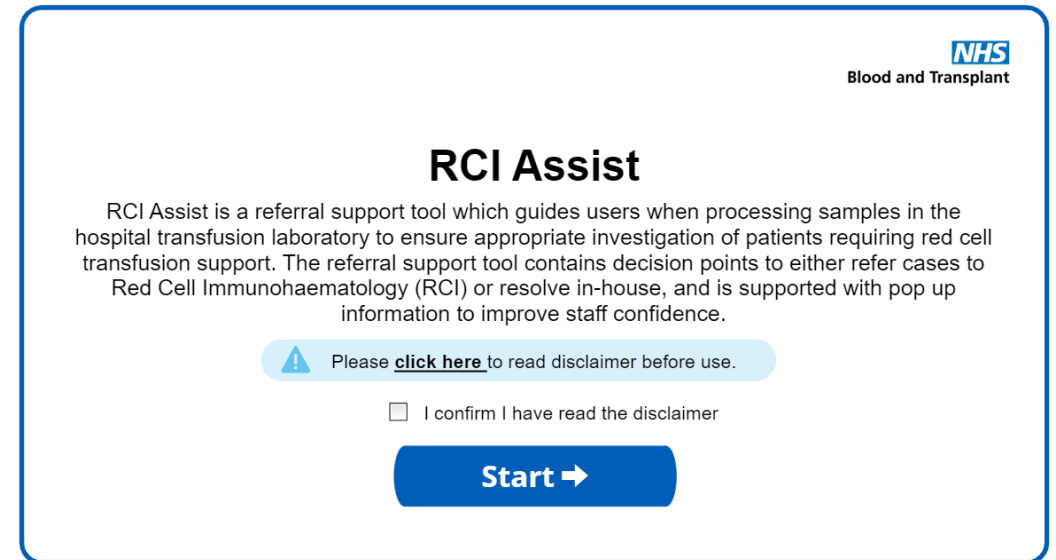 NHS
Blood and Transplant
RCI Assist
RCI Assist is a referral support tool which guides users when processing samples in the
hospital transfusion laboratory to ensure appropriate investigation of patients requiring red cell
transfusion support. The referral support tool contains decision points to either refer cases to
Red Cell Immunohaematology (RCI) or resolve in-house, and is supported with pop up
information to improve staff confidence.
Please click here to read disclaimer before use.
I confirm I have read the disclaimer
Start